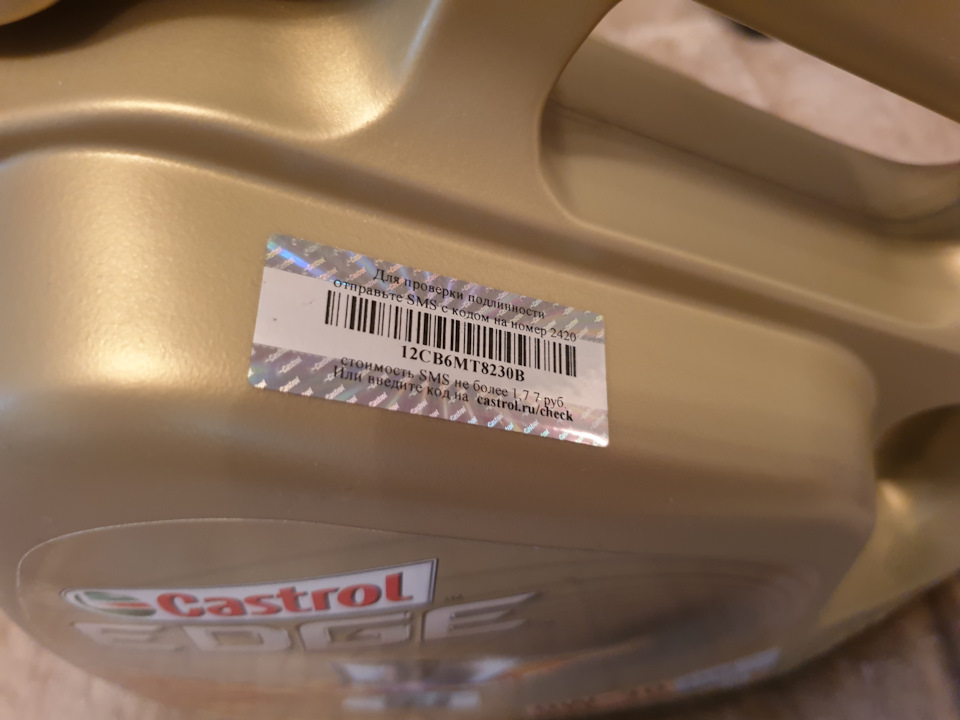 Для проверки подлинности
отправьте SMS с кодом на номер 2420
12CB6MT8230B
стоимость SMS не более 1,7 7 руб
Или введите код на castrol.ru/check
Castrol
EDGE